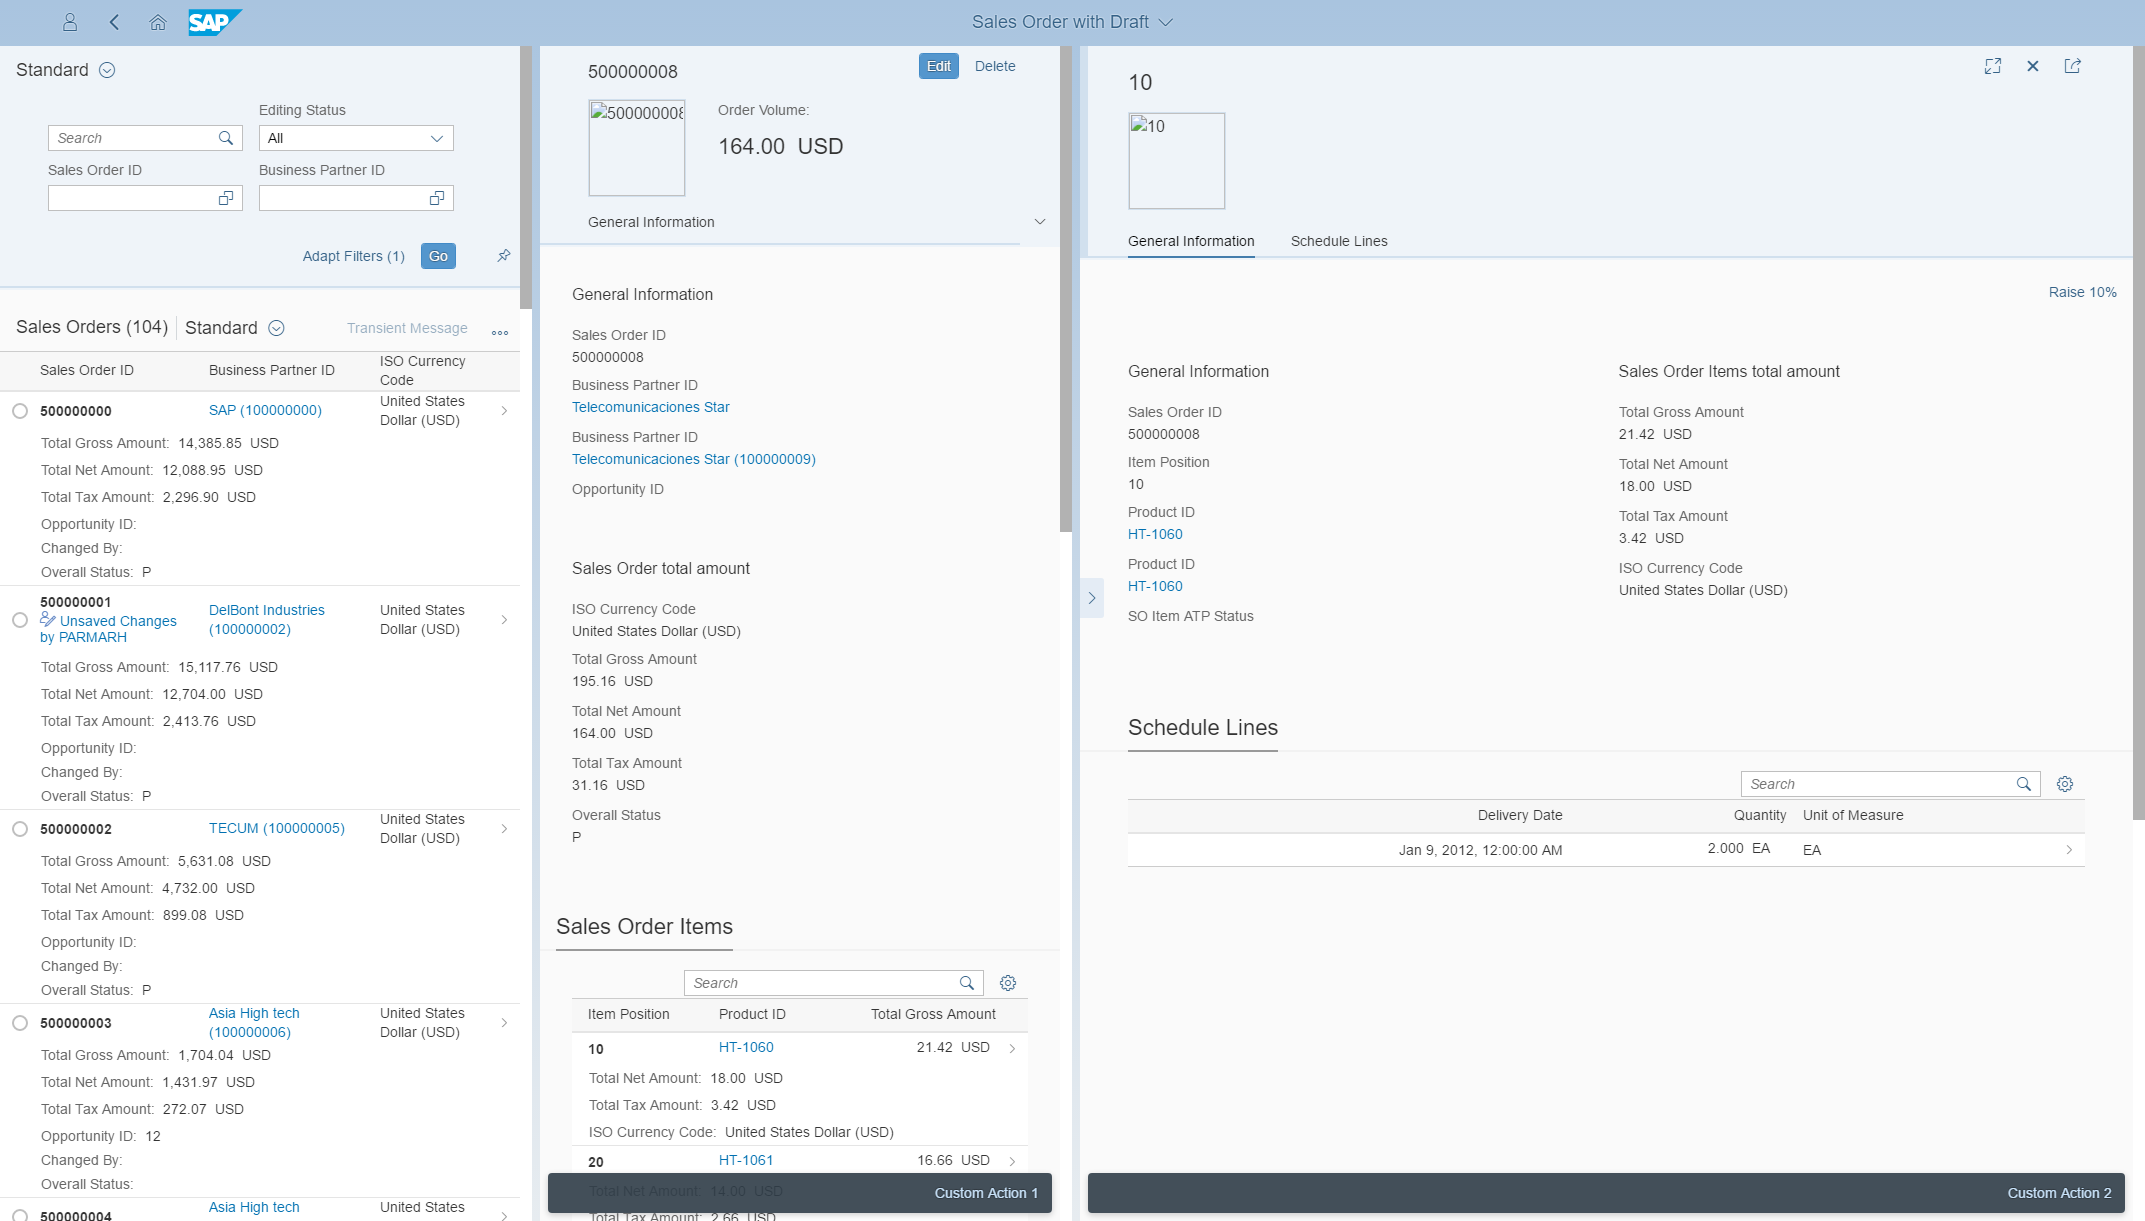 SAP
Sales Order with Draft
Standard
Editing Status
Search
All
Sales Order ID
Business Partner ID
Adapt Filters (1)
Go
Sales Orders (104)
Standard
Transient Message
Sales Order ID
Business Partner ID
ISO Currency
Code
500000000
SAP (100000000)
United States
Dollar (USD)
Total Gross Amount: 14,385.85 USD
Total Net Amount: 12,088.95 USD
Total Tax Amount: 2,296.90 USD
Opportunity ID:
Changed By:
Overall Status: P
500000001
Unsaved Changes
by PARMARH
DelBont Industries
(100000002)
United States
Dollar (USD)
Total Gross Amount: 15,117.76 USD
Total Net Amount: 12,704.00 USD
Total Tax Amount: 2,413.76 USD
Opportunity ID:
Changed By:
Overall Status: P
500000002
TECUM (100000005)
United States
Dollar (USD)
Total Gross Amount: 5,631.08 USD
Total Net Amount: 4,732.00 USD
Total Tax Amount: 899.08 USD
Opportunity ID:
Changed By:
Overall Status: P
500000003
Asia High tech
(100000006)
United States
Dollar (USD)
Total Gross Amount: 1,704.04 USD
Total Net Amount: 1,431.97 USD
Total Tax Amount: 272.07 USD
Opportunity ID: 12
Changed By:
Overall Status:
500000004
Asia High tech
United States
500000008
Edit
Delete
500000008
Order Volume:
164.00 USD
General Information
General Information
Sales Order ID
500000008
Business Partner ID
Telecomunicaciones Star
Business Partner ID
Telecomunicaciones Star (100000009)
Opportunity ID
Sales Order total amount
ISO Currency Code
United States Dollar (USD)
Total Gross Amount
195.16 USD
Total Net Amount
164.00 USD
Total Tax Amount
31.16 USD
Overall Status
P
Sales Order Items
Search
Item Position
Product ID
Total Gross Amount
10
HT-1060
21.42 USD
Total Net Amount: 18.00 USD
Total Tax Amount: 3.42 USD
ISO Currency Code: United States Dollar (USD)
20
HT-1061
16.66 USD
Total Net Amount: 14.00 USD
Custom Action 1
Total Tax Amount: 2.66 USD
10
10
General Information
Schedule Lines
Raise 10%
General Information
Sales Order ID
500000008
Item Position
10
Product ID
HT-1060
Product ID
HT-1060
SO Item ATP Status
Sales Order Items total amount
Total Gross Amount
21.42 USD
Total Net Amount
18.00 USD
Total Tax Amount
3.42 USD
ISO Currency Code
United States Dollar (USD)
Schedule Lines
Search
Delivery Date
Quantity
Unit of Measure
Jan 9, 2012, 12:00:00 AM
2.000 EA
EA
Custom Action 2